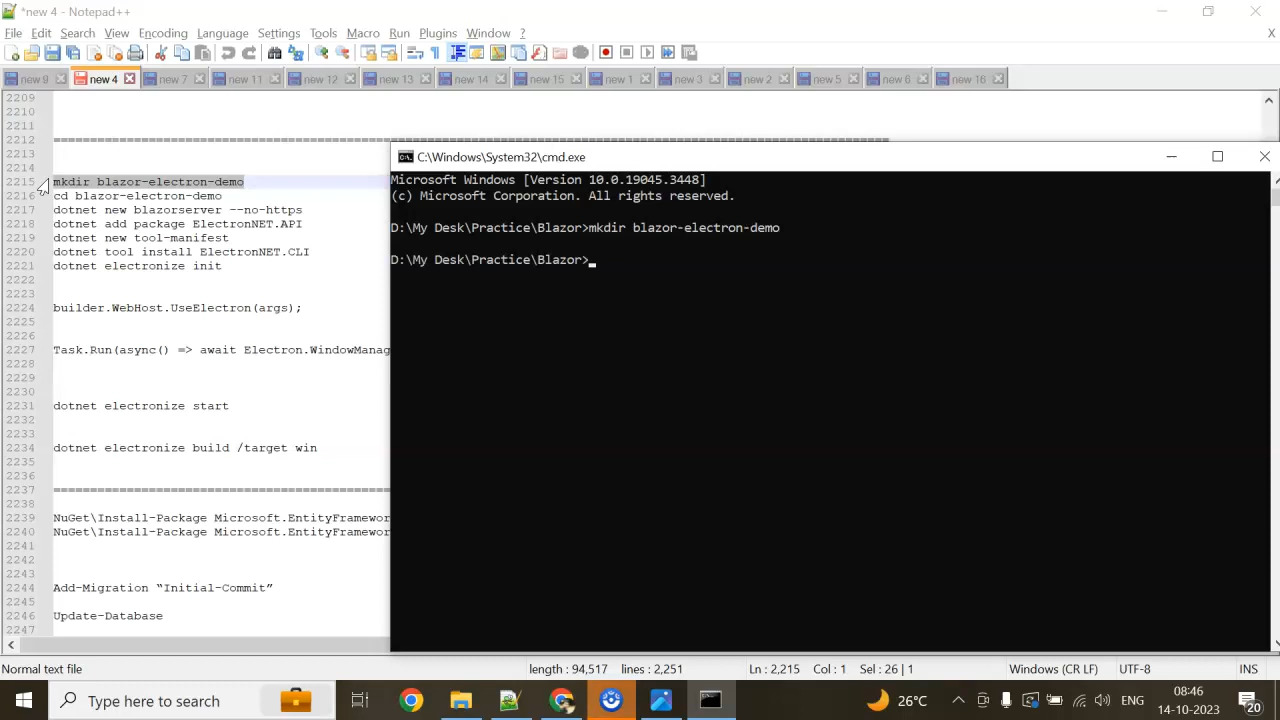 *new 4 - Notepad++
File Edit Search View Encoding Language Settings Tools Macro Run Plugins Window ? X
new 9 new 4 new 7 new 11 new 12 new 13 new 14 new 15 new 1 new 3 new 2 new 5 new 6 new 16
2209
2210
2211
2212 ==================================================================================================================
2213
2214
2215 mkdir blazor-electron-demo
2216 cd blazor-electron-demo
2217 dotnet new blazorserver --no-https
2218 dotnet add package ElectronNET.API
2219 dotnet new tool-manifest
2220 dotnet tool install ElectronNET.CLI
2221 dotnet electronize init
2222
2223
2224 builder.WebHost.UseElectron(args);
2225
2226
2227 Task.Run(async() => await Electron.WindowManag
2228
2229
2230
2231 dotnet electronize start
2232
2233
2234 dotnet electronize build /target win
2235
2236
2237 ==============================================
2238
2239 NuGet\Install-Package Microsoft.EntityFramewor
2240 NuGet\Install-Package Microsoft.EntityFramewor
2241
2242
2243
2244 Add-Migration “Initial-Commit”
2245
2246 Update-Database
2247
C:\Windows\System32\cmd.exe
Microsoft Windows [Version 10.0.19045.3448]
(c) Microsoft Corporation. All rights reserved.
D:\My Desk\Practice\Blazor>mkdir blazor-electron-demo
D:\My Desk\Practice\Blazor>
Normal text file length : 94,517 lines : 2,251 Ln : 2,215 Col : 1 Sel : 26 | 1 Windows (CR LF) UTF-8 INS
Type here to search 26°C ENG 08:46
14-10-2023 20